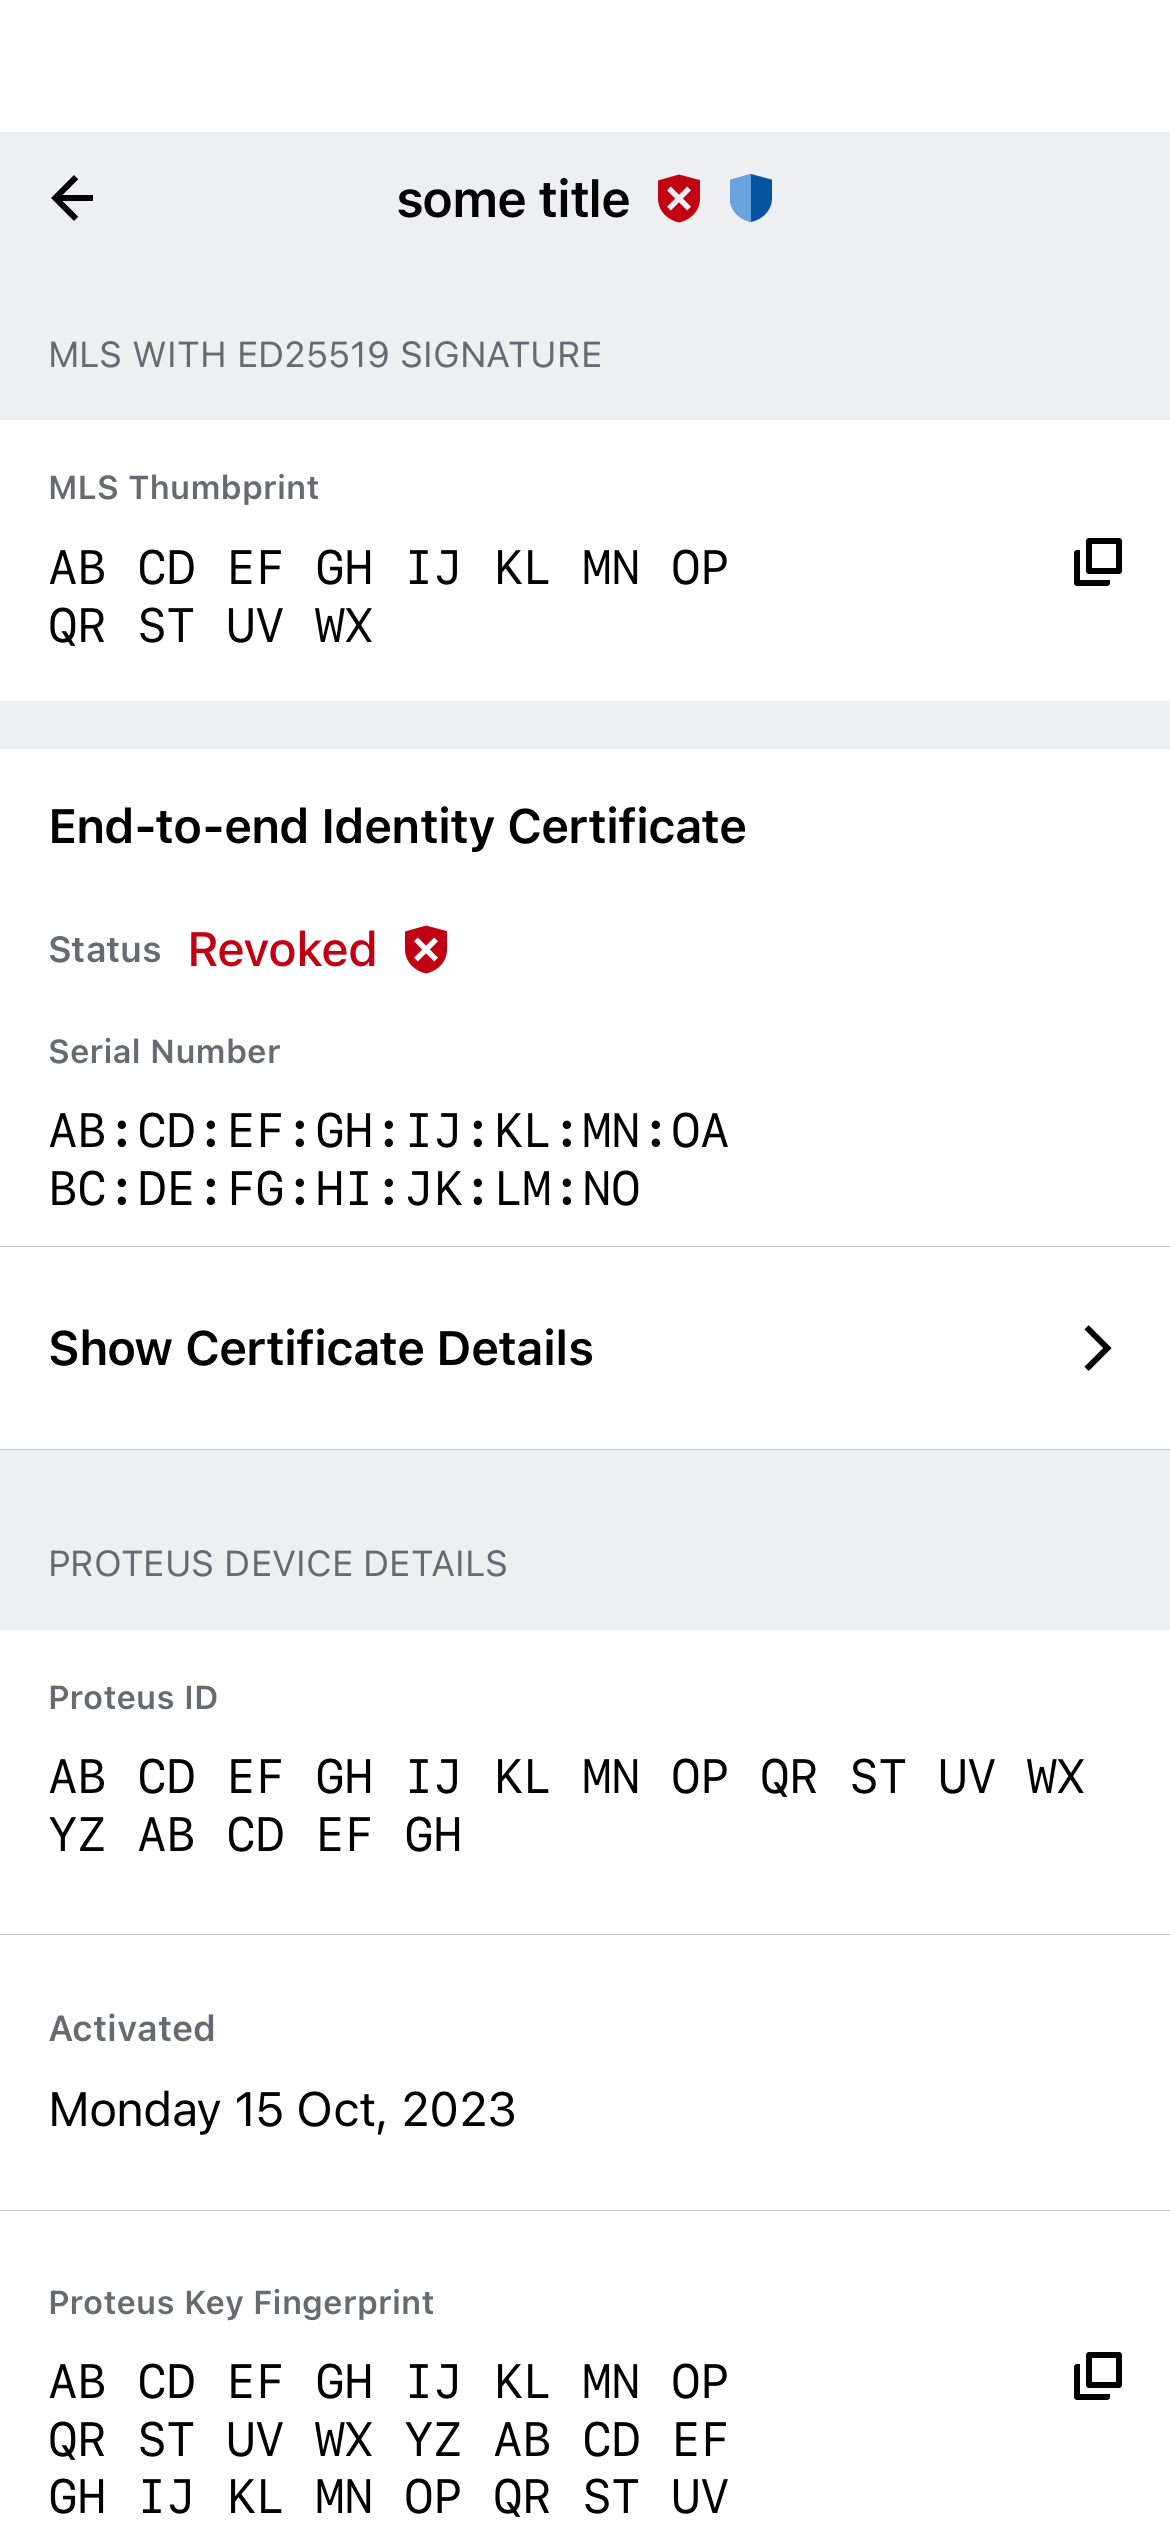 some title
MLS WITH ED25519 SIGNATURE
MLS Thumbprint
AB CD EF GH IJ KL MN OP
QR ST UV WX
End-to-end Identity Certificate
Status Revoked
Serial Number
AB:CD:EF:GH:IJ:KL:MN:OA
BC:DE:FG:HI:JK:LM:NO
Show Certificate Details
PROTEUS DEVICE DETAILS
Proteus ID
AB CD EF GH IJ KL MN OP QR ST UV WX
YZ AB CD EF GH
Activated
Monday 15 Oct, 2023
Proteus Key Fingerprint
AB CD EF GH IJ KL MN OP
QR ST UV WX YZ AB CD EF
GH IJ KL MN OP QR ST UV